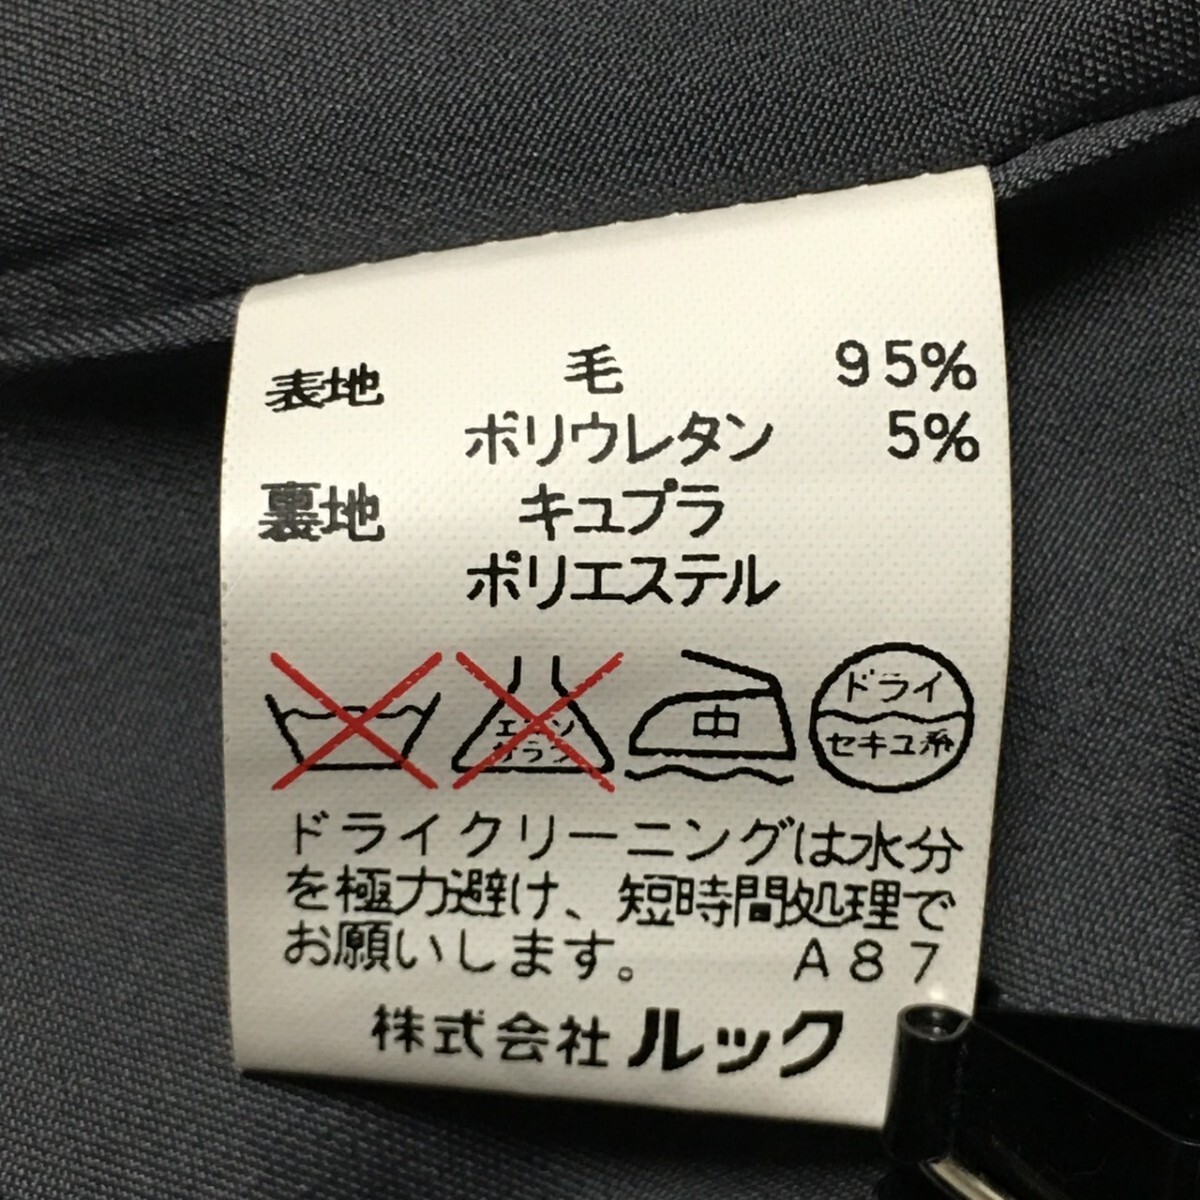 表地 毛 95%
ポリウレタン 5%
裏地 キュプラ
ポリエステル
エンソ
サラシ
中
ドライ
セキユ系
ドライクリーニングは水分
を極力避け、短時間処理で
お願いします。 A87
株式会社 ルック